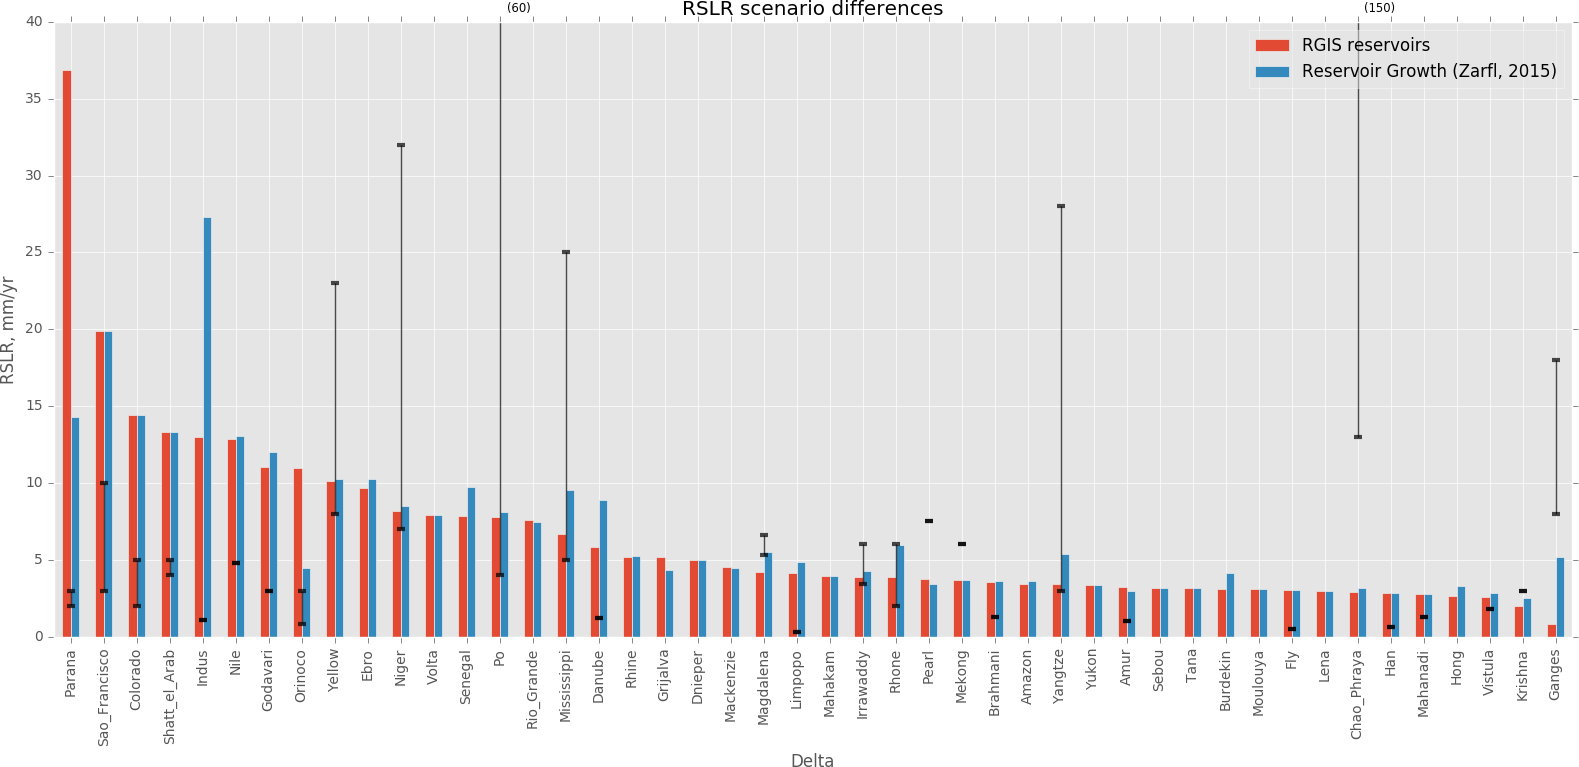 RSLR scenario differences
(60)
(150)
RGIS reservoirs
Reservoir Growth (Zarfl, 2015)
RSLR, mm/yr
40
35
30
25
20
15
10
5
0
Parana
Sao_Francisco
Colorado
Shatt_el_Arab
Indus
Nile
Godavari
Orinoco
Yellow
Ebro
Niger
Volta
Senegal
Po
Rio_Grande
Mississippi
Danube
Rhine
Grijalva
Dnieper
Mackenzie
Magdalena
Limpopo
Mahakam
Irrawaddy
Rhone
Pearl
Mekong
Brahmani
Amazon
Yangtze
Yukon
Amur
Sebou
Tana
Burdekin
Moulouya
Fly
Lena
Chao_Phraya
Han
Mahanadi
Hong
Vistula
Krishna
Ganges
Delta